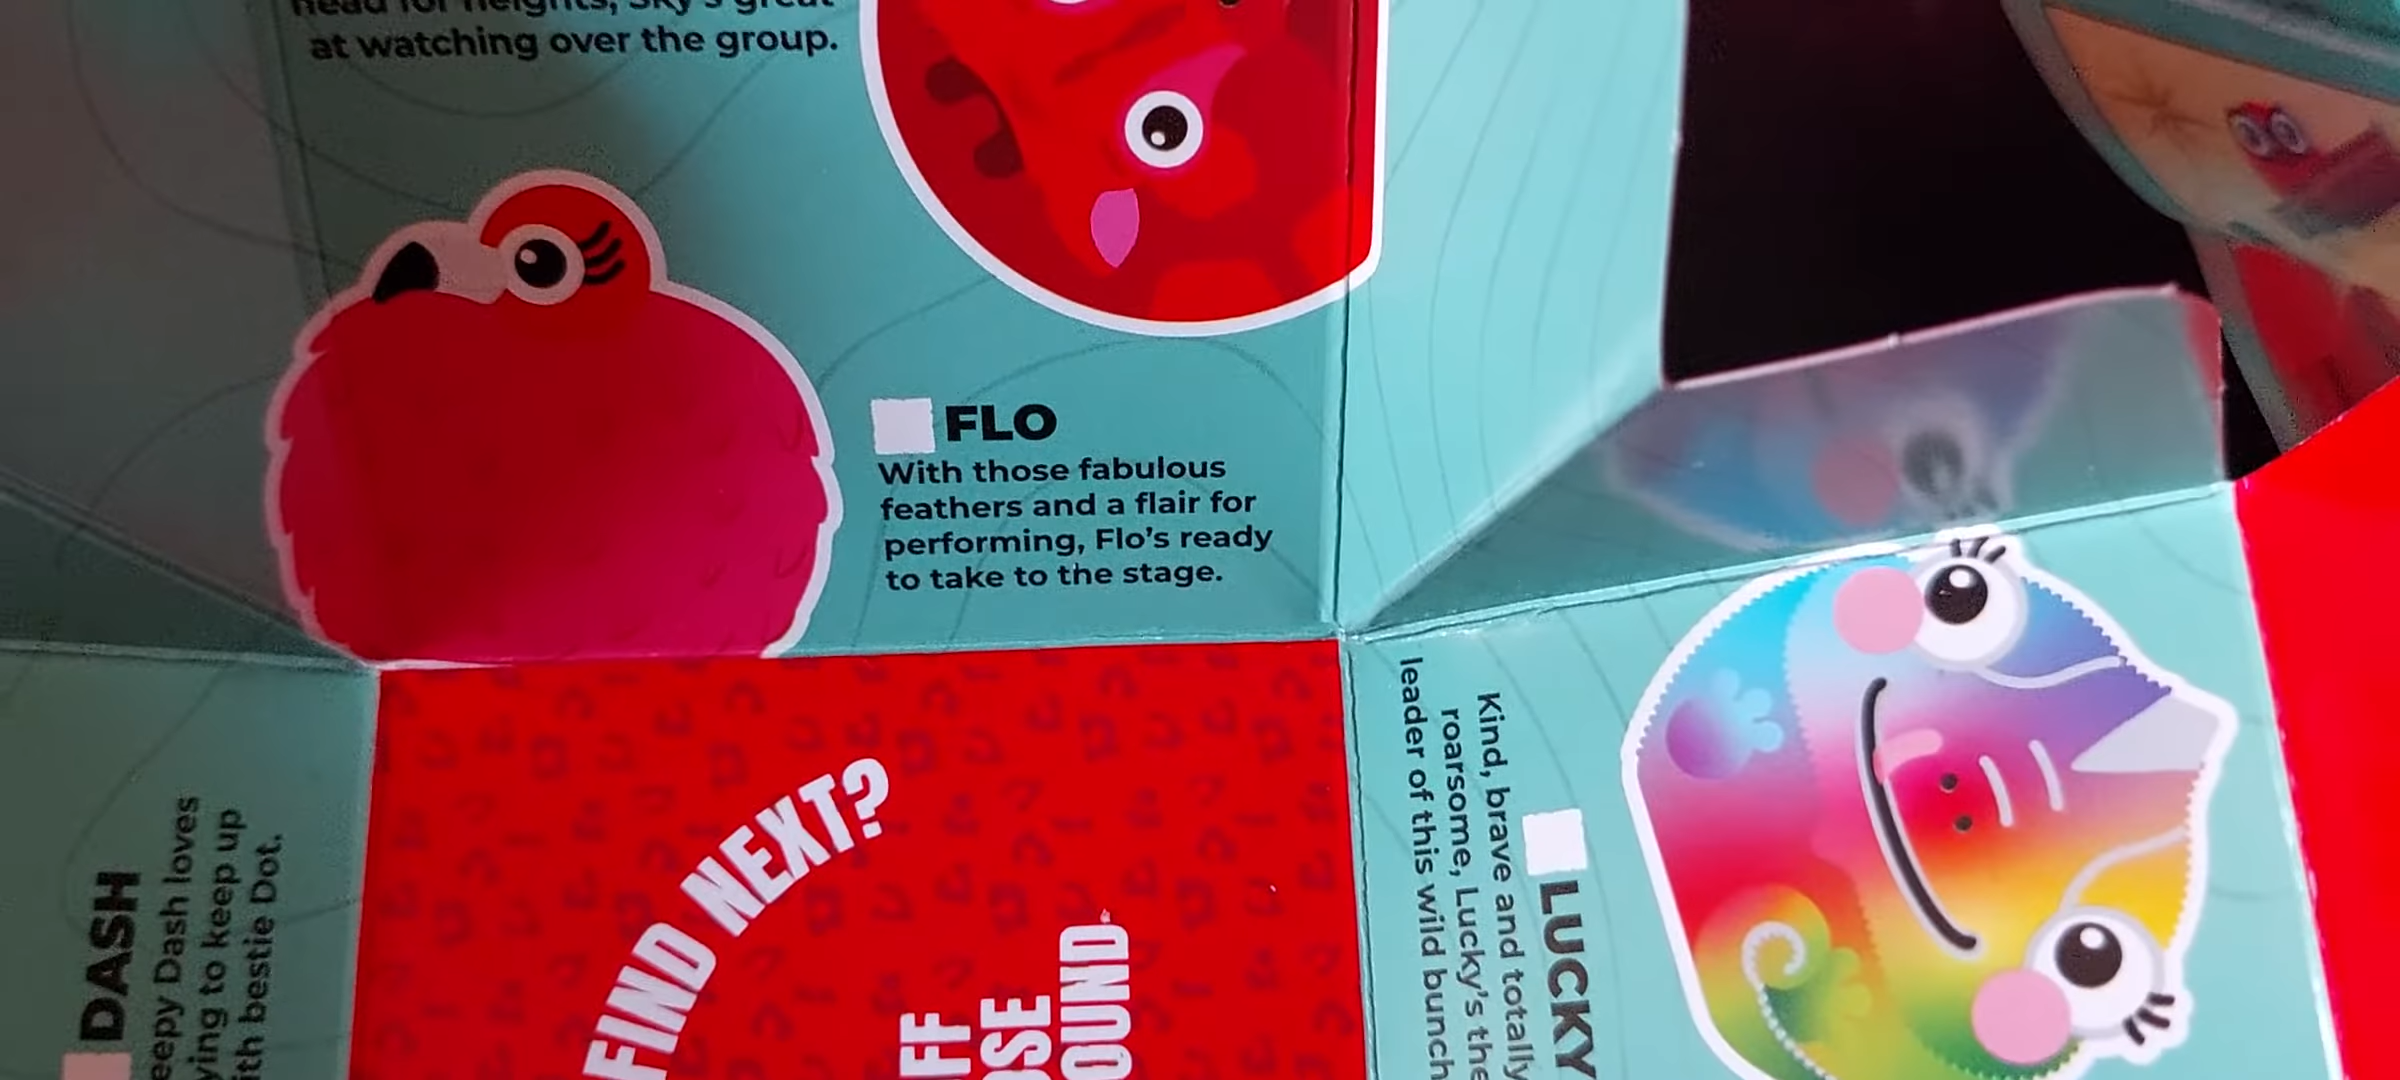 at watching over the group.
FLO
With those fabulous
feathers and a flair for
performing, Flo's ready
to take to the stage.
FIND NEXT?
LUCKY
Kind, brave and totally
roarsome, Lucky's the
leader of this wild bunch
DASH
Dash loves
to keep up
bestie Dot.